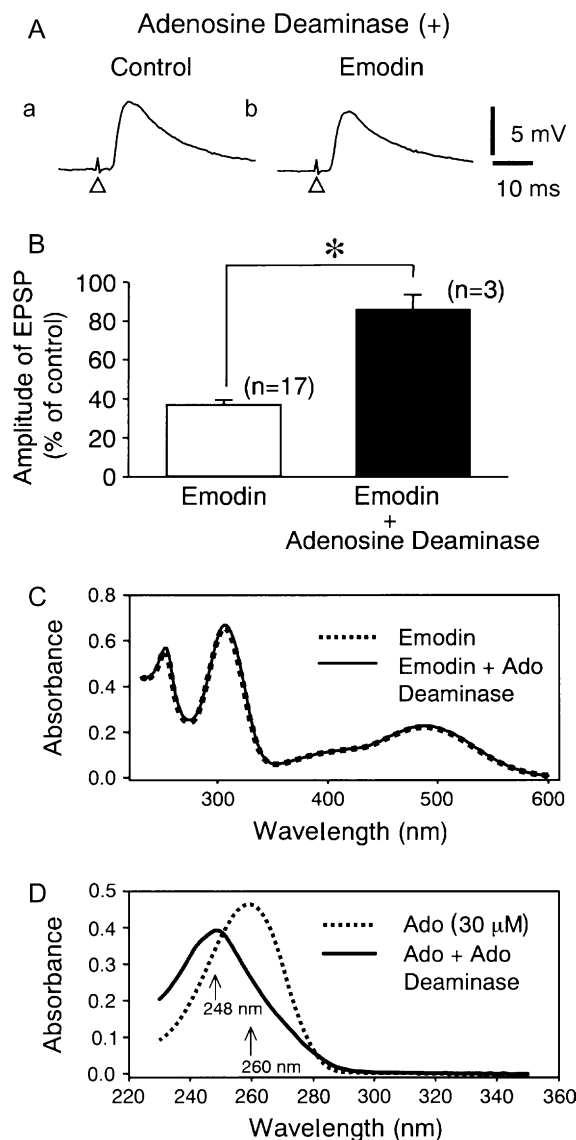 A
Adenosine Deaminase (+)
Control
Emodin
a
b
5 mV
10 ms
B
*
Amplitude of EPSP
(% of control)
100
80
60
40
20
0
(n=17)
(n=3)
Emodin
Emodin
+
Adenosine Deaminase
C
Absorbance
0.8
0.6
0.4
0.2
0.0
Emodin
Emodin + Ado
Deaminase
300
400
500
600
Wavelength (nm)
D
Absorbance
0.5
0.4
0.3
0.2
0.1
0.0
Ado (30 μM)
Ado + Ado
Deaminase
248 nm
260 nm
220 240 260 280 300 320 340 360
Wavelength (nm)